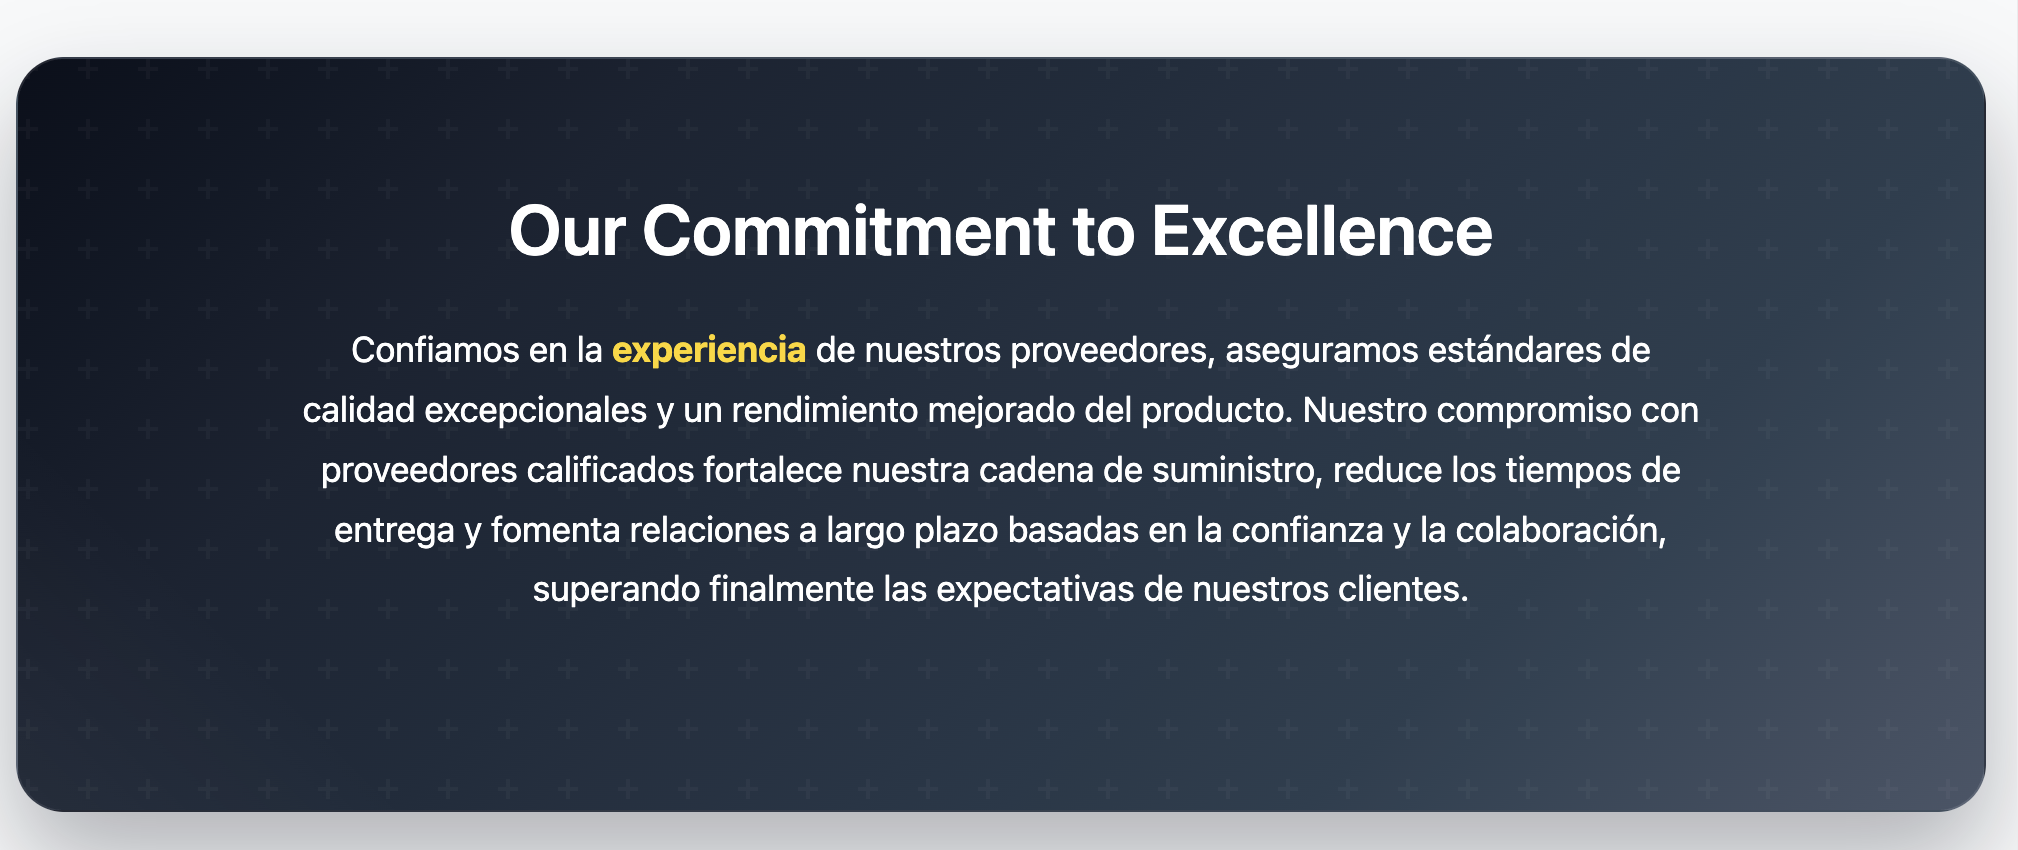 Our Commitment to Excellence
Confiamos en la experiencia de nuestros proveedores, aseguramos estándares de
calidad excepcionales y un rendimiento mejorado del producto. Nuestro compromiso con
proveedores calificados fortalece nuestra cadena de suministro, reduce los tiempos de
entrega y fomenta relaciones a largo plazo basadas en la confianza y la colaboración,
superando finalmente las expectativas de nuestros clientes.